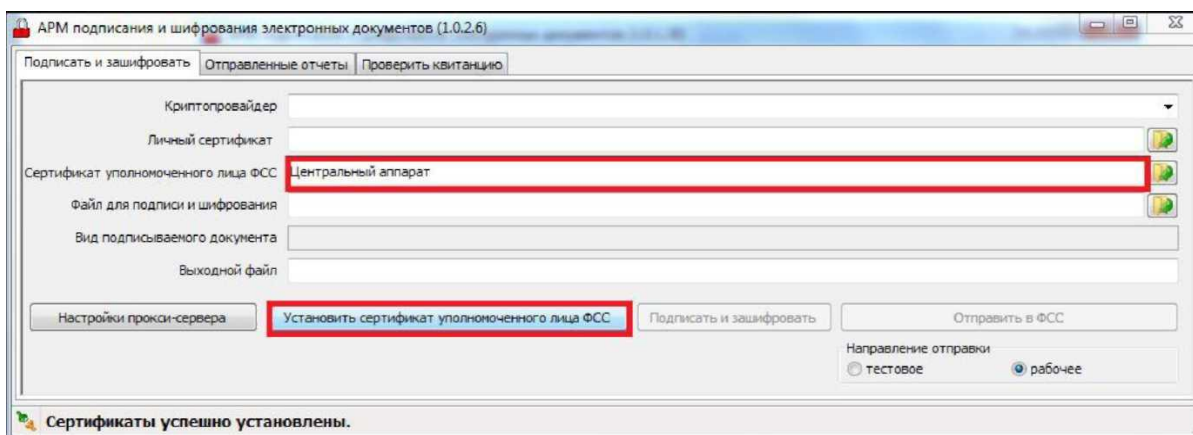 АРМ подписания и шифрования электронных документов (1.0.2.6)
Подписать и зашифровать Отправленные отчеты Проверить квитанцию
Криптопровайдер
Личный сертификат
Сертификат уполномоченного лица ФСС Центральный аппарат
Файл для подписи и шифрования
Вид подписываемого документа
Выходной файл
Настройки прокси-сервера Установить сертификат уполномоченного лица ФСС Подписать и зашифровать Отправить в ФСС
Направление отправки
тестовое рабочее
Сертификаты успешно установлены.